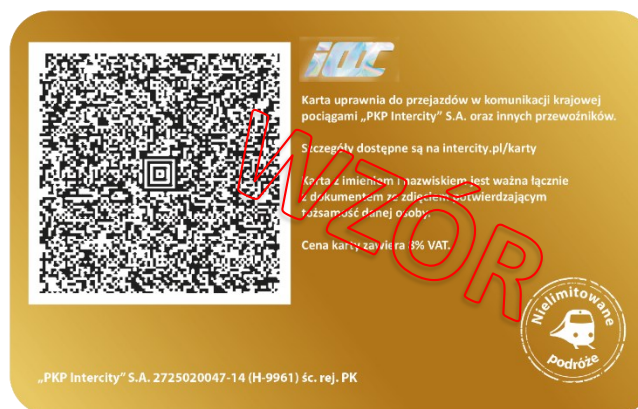 iOC
Karta uprawnia do przejazdów w komunikacji krajowej
pociągami „PKP Intercity” S.A. oraz innych przewoźników.
Szczegóły dostępne są na intercity.pl/karty
Karta z imieniem i nazwiskiem jest ważna łącznie
z dokumentem ze zdjęciem potwierdzającym
tożsamość danej osoby.
Cena karty zawiera 8% VAT.
WZÓR
Nielimitowane
podróże
„PKP Intercity” S.A. 2725020047-14 (H-9961) śc. rej. PK